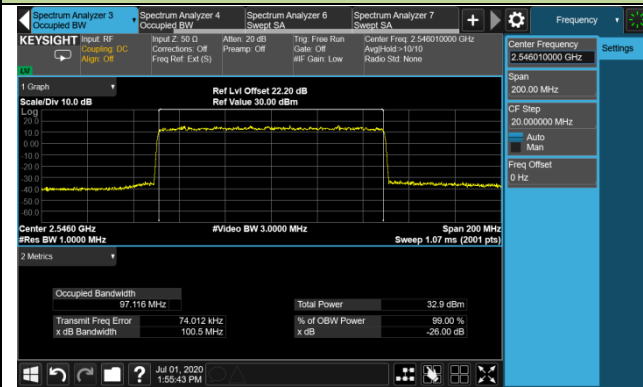 Spectrum Analyzer 3
Occupied BW
Spectrum Analyzer 4
Occupied BW
Spectrum Analyzer 6
Swept SA
Spectrum Analyzer 7
Swept SA
+
Frequency
KEYSIGHT
Input: RF
Coupling: DC
Align: Off
Input Z: 50 Ω
Corrections: Off
Freq Ref: Ext (S)
Atten: 20 dB
Preamp: Off
Trig: Free Run
Gate: Off
#IF Gain: Low
Center Freq: 2.546010000 GHz
Avg|Hold:>10/10
Radio Std: None
LV
Center Frequency
2.546010000 GHz
Settings
Span
200.00 MHz
CF Step
20.000000 MHz
Auto
Man
Freq Offset
0 Hz
1 Graph
Scale/Div 10.0 dB
Ref Lvl Offset 22.20 dB
Ref Value 30.00 dBm
Log
20.0
10.0
0.00
-10.0
-20.0
-30.0
-40.0
-50.0
-60.0
Center 2.5460 GHz
#Res BW 1.0000 MHz
#Video BW 3.0000 MHz
Span 200 MHz
Sweep 1.07 ms (2001 pts)
2 Metrics
Occupied Bandwidth
97.116 MHz
Total Power 32.9 dBm
Transmit Freq Error 74.012 kHz
% of OBW Power 99.00 %
x dB Bandwidth 100.5 MHz
x dB -26.00 dB
?
Jul 01, 2020
1:55:43 PM